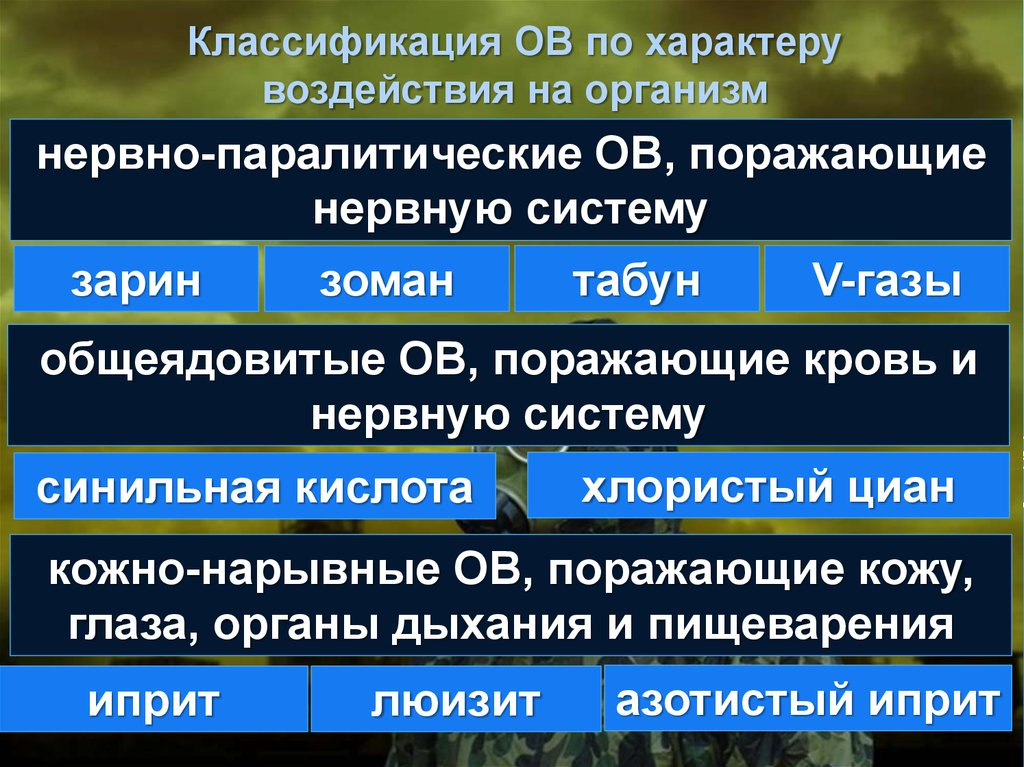 Классификация ОВ по характеру
воздействия на организм
нервно-паралитические ОВ, поражающие
нервную систему
зарин зоман табун V-газы
общеядовитые ОВ, поражающие кровь и
нервную систему
синильная кислота хлористый циан
кожно-нарывные ОВ, поражающие кожу,
глаза, органы дыхания и пищеварения
иприт люизит азотистый иприт